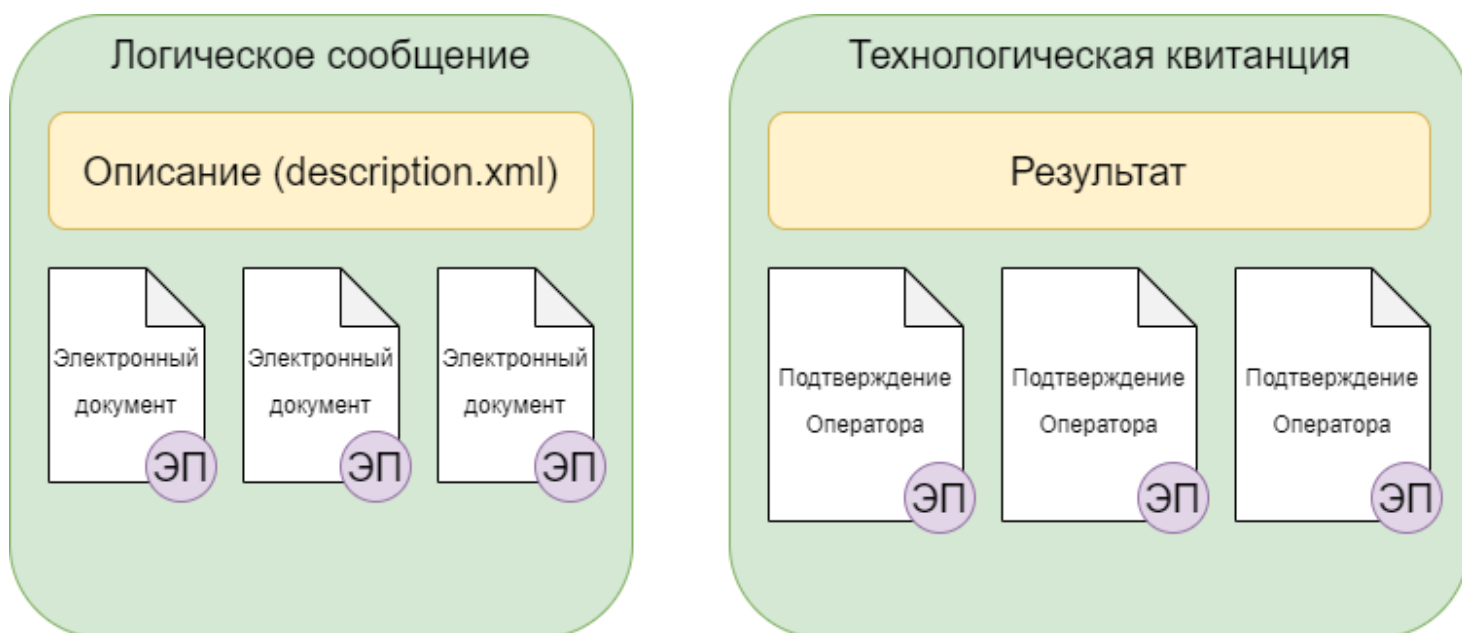 Логическое сообщение
Описание (description.xml)
Электронный
документ
ЭП
Электронный
документ
ЭП
Электронный
документ
ЭП
Технологическая квитанция
Результат
Подтверждение
Оператора
ЭП
Подтверждение
Оператора
ЭП
Подтверждение
Оператора
ЭП